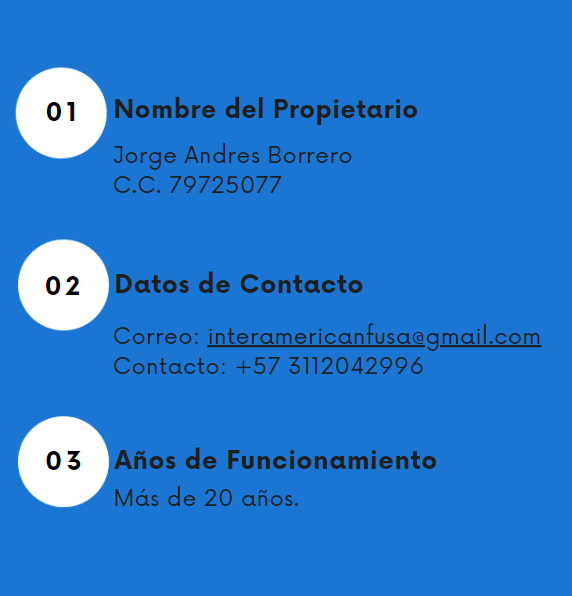 01
Nombre del Propietario
Jorge Andres Borrero
C.C. 79725077
02
Datos de Contacto
Correo: interamericanfusa@gmail.com
Contacto: +57 3112042996
03
Años de Funcionamiento
Más de 20 años.